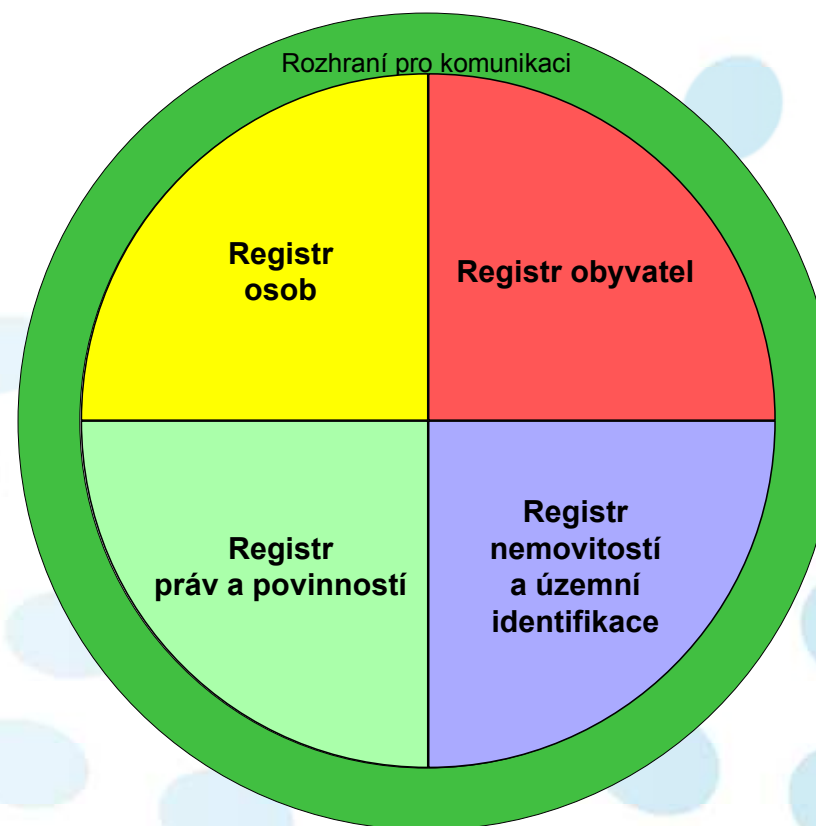 Rozhraní pro komunikaci
Registr
osob
Registr obyvatel
Registr
práv a povinností
Registr
nemovitostí
a územní
identifikace